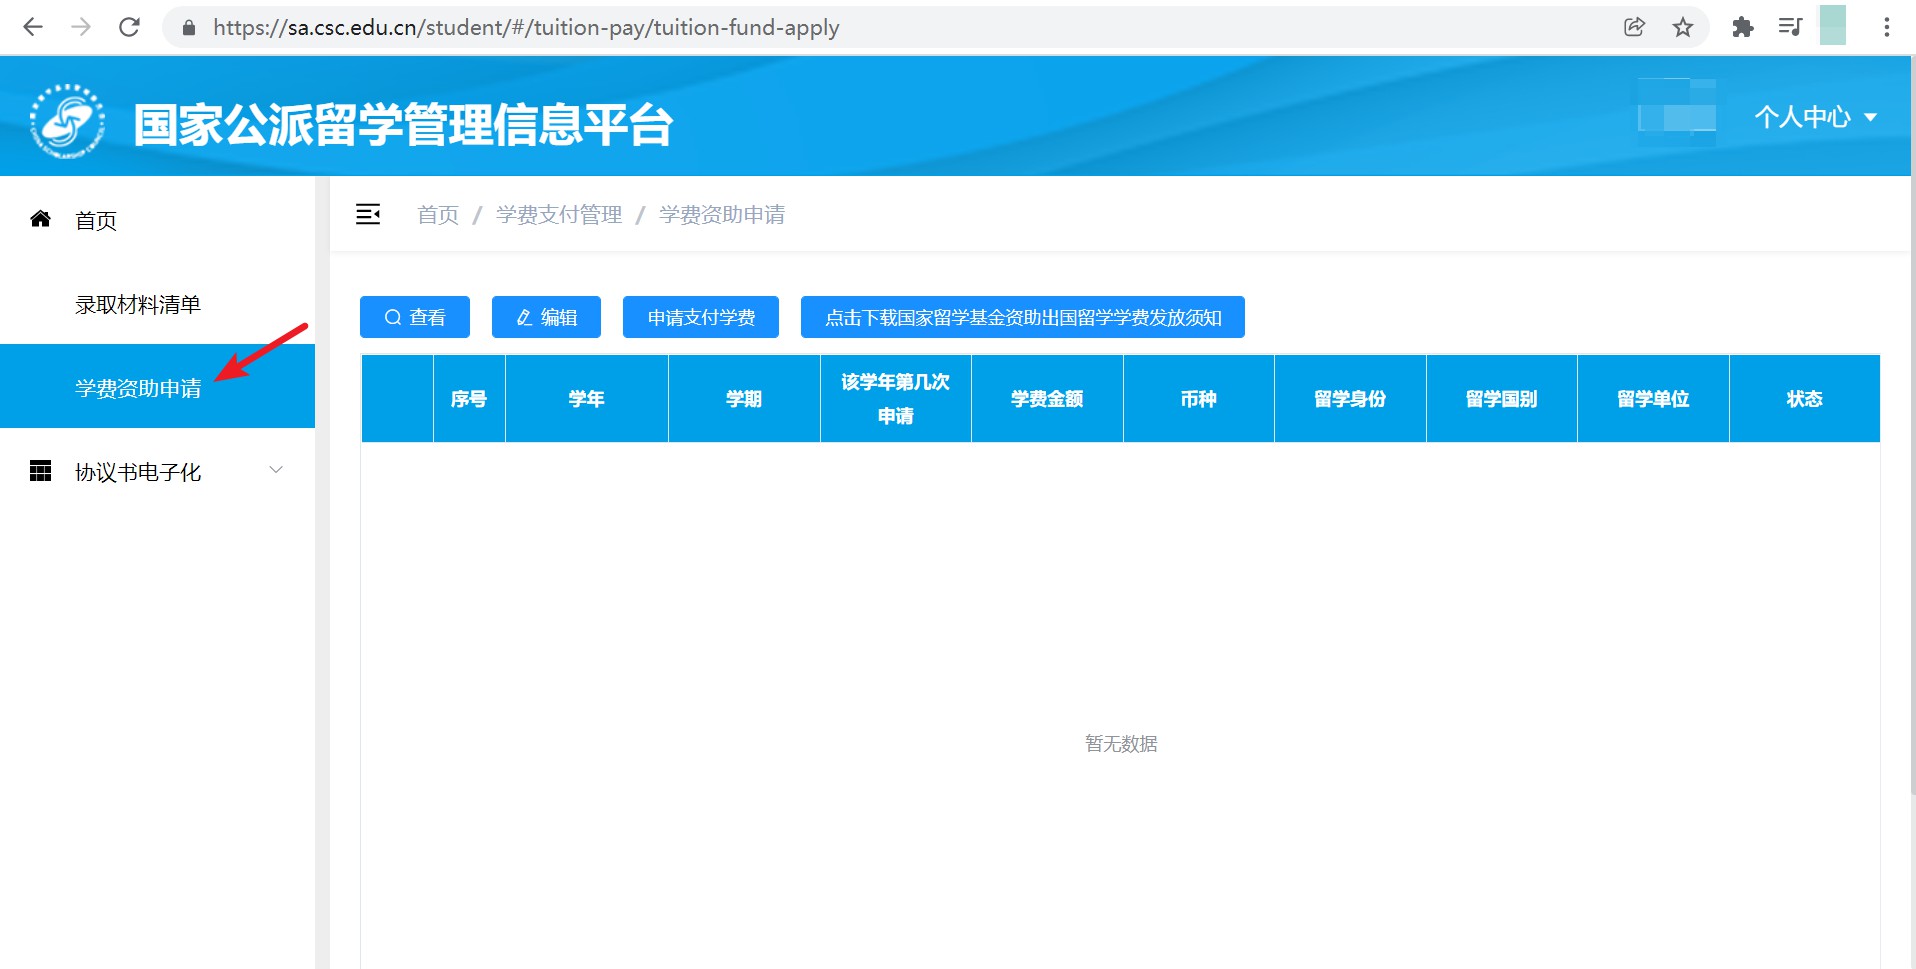 https://sa.csc.edu.cn/student/#/tuition-pay/tuition-fund-apply
国家公派留学管理信息平台
个人中心
首页
录取材料清单
学费资助申请
协议书电子化
首页 / 学费支付管理 / 学费资助申请
查看 编辑 申请支付学费 点击下载国家留学基金资助出国留学学费发放须知
序号 学年 学期 该学年第几次申请 学费金额 币种 留学身份 留学国别 留学单位 状态
暂无数据